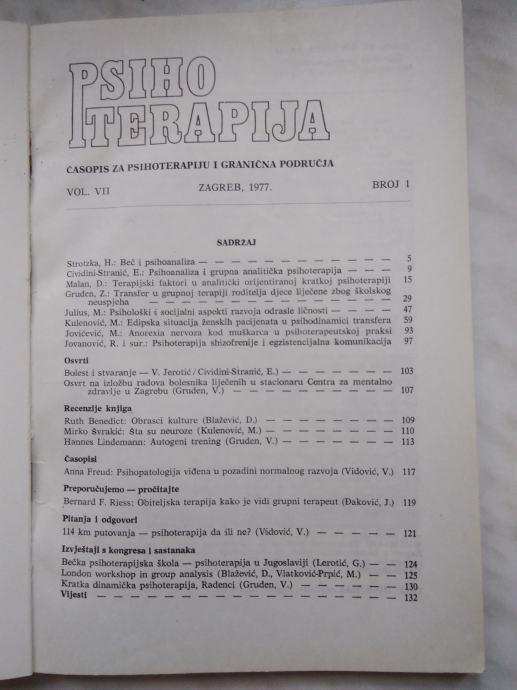 PSIHO
TERAPIJA
ČASOPIS ZA PSIHOTERAPIJU I GRANIČNA PODRUČJA
VOL. VII ZAGREB, 1977. BROJ 1
SADRŽAJ
Strotzka, H.: Beč i psihoanaliza — — — — — — — — — — — — 5
Cividini-Stranić, E.: Psihoanaliza i grupna analitička psihoterapija — — — 9
Malan, D.: Terapijski faktori u analitički orijentiranoj kratkoj psihoterapiji 15
Gruden, Z.: Transfer u grupnoj terapiji roditelja djece liječene zbog školskog
neuspjeha — — — — — — — — — — — — — — 29
Julius, M.: Psihološki i socijalni aspekti razvoja odrasle ličnosti — — — — 47
Kulenović, M.: Edipska situacija ženskih pacijenata u psihodinamici transfera 59
Jovićević, M.: Anorexia nervoza kod muškarca u psihoterapeutskoj praksi 93
Jovanović, R. i sur.: Psihoterapija shizofrenije i egzistencijalna komunikacija 97
Osvrti
Bolest i stvaranje — V. Jerotić/Cividini-Stranić, E.) — — — — — — — 103
Osvrt na izložbu radova bolesnika liječenih u stacionaru Centra za mentalno
zdravlje u Zagrebu (Gruden, V.) — — — — — — — — — — 107
Recenzije knjiga
Ruth Benedict: Obrasci kulture (Blažević, D.) — — — — — — — — 109
Mirko Švrakić: Šta su neuroze (Kulenović, M.) — — — — — — — — 110
Hannes Lindemann: Autogeni trening (Gruden, V.) — — — — — — — 113
Časopisi
Anna Freud: Psihopatologija viđena u pozadini normalnog razvoja (Vidović, V.) 117
Preporučujemo — pročitajte
Bernard F. Riess: Obiteljska terapija kako je vidi grupni terapeut (Đaković, J.) 119
Pitanja i odgovori
114 km putovanja — psihoterapija da ili ne? (Vidović, V.) — — — — — 121
Izvještaji s kongresa i sastanaka
Bečka psihoterapijska škola — psihoterapija u Jugoslaviji (Lerotić, G.) — — 124
London workshop in group analysis (Blažević, D., Vlatković-Prpić, M.) — — 125
Kratka dinamička psihoterapija, Radenci (Gruden, V.) — — — — — — 130
Vijesti — — — — — — — — — — — — — — — — — 132